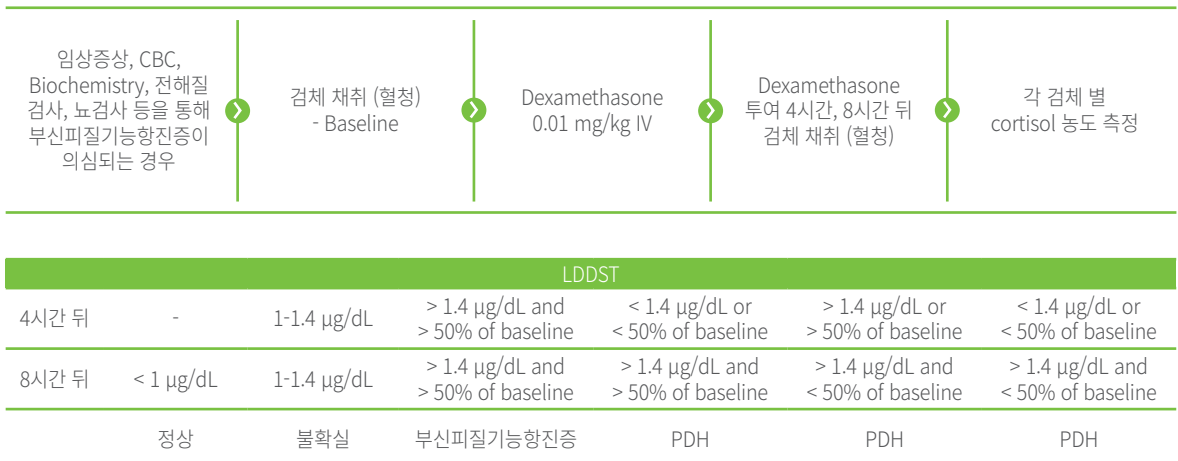 임상증상, CBC,
Biochemistry, 전해질
검사, 뇨검사 등을 통해
부신피질기능항진증이
의심되는 경우
검체 채취 (혈청)
- Baseline
Dexamethasone
0.01 mg/kg IV
Dexamethasone
투여 4시간, 8시간 뒤
검체 채취 (혈청)
각 검체 별
cortisol 농도 측정
LDDST
4시간 뒤 - 1-1.4 µg/dL > 1.4 µg/dL and > 50% of baseline < 1.4 µg/dL or < 50% of baseline > 1.4 µg/dL or > 50% of baseline < 1.4 µg/dL or < 50% of baseline
8시간 뒤 < 1 µg/dL 1-1.4 µg/dL > 1.4 µg/dL and > 50% of baseline > 1.4 µg/dL and > 50% of baseline > 1.4 µg/dL and < 50% of baseline > 1.4 µg/dL and < 50% of baseline
정상 불확실 부신피질기능항진증 PDH PDH PDH